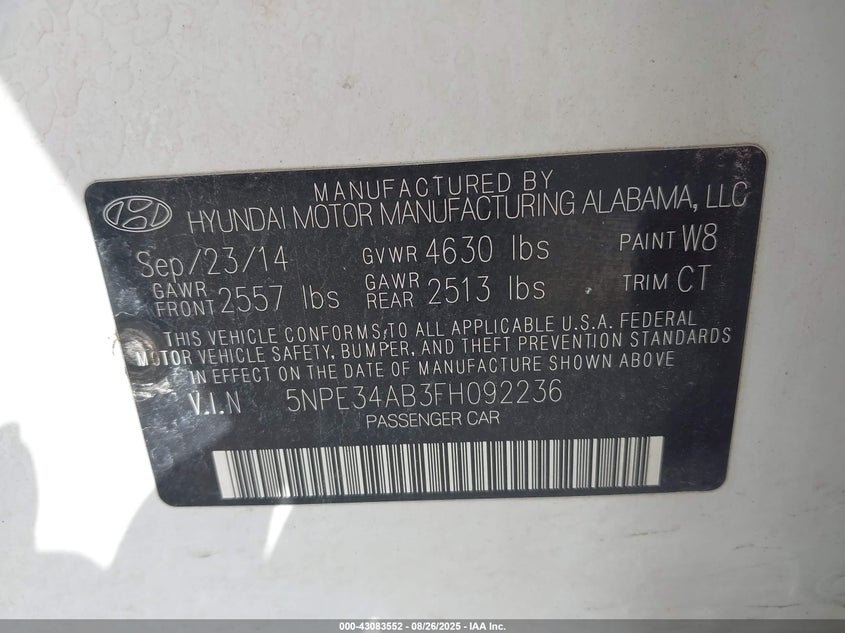 MANUFACTURED BY
HYUNDAI MOTOR MANUFACTURING ALABAMA, LLC
Sep/23/14 GVWR 4630 lbs PAINT W8
GAWR FRONT 2557 lbs GAWR REAR 2513 lbs TRIM CT
THIS VEHICLE CONFORMS TO ALL APPLICABLE U.S.A. FEDERAL
MOTOR VEHICLE SAFETY, BUMPER, AND THEFT PREVENTION STANDARDS
IN EFFECT ON THE DATE OF MANUFACTURE SHOWN ABOVE
V.I.N 5NPE34AB3FH092236
PASSENGER CAR
000-43083552 - 08/26/2025 - IAA Inc.